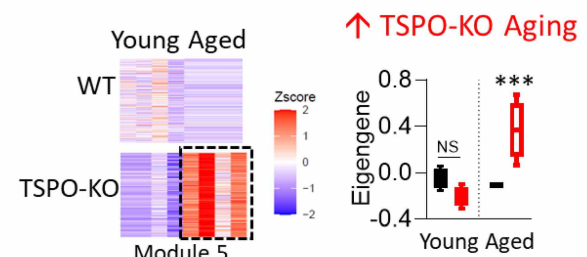 ↑ TSPO-KO Aging
Young Aged
WT
TSPO-KO
Module 5
Zscore
2
1
0
−1
−2
Eigengene
0.8
0.4
0.0
-0.4
NS
***
Young Aged